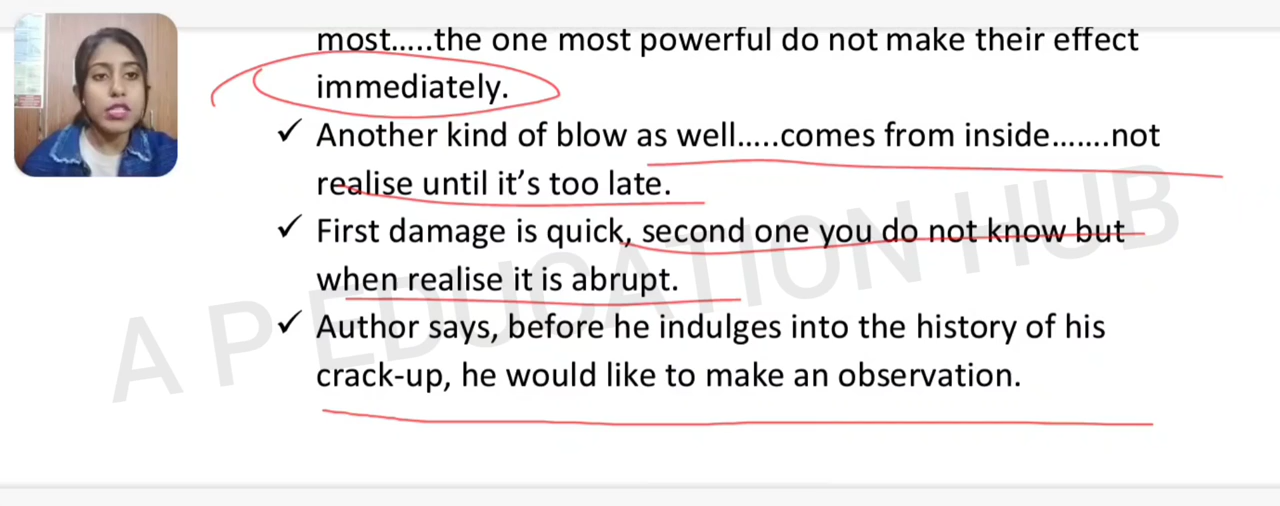 most.....the one most powerful do not make their effect
immediately.
✓ Another kind of blow as well.....comes from inside.......not
realise until it's too late.
✓ First damage is quick, second one you do not know but
when realise it is abrupt.
✓ Author says, before he indulges into the history of his
crack-up, he would like to make an observation.
A P EDUCATION HUB